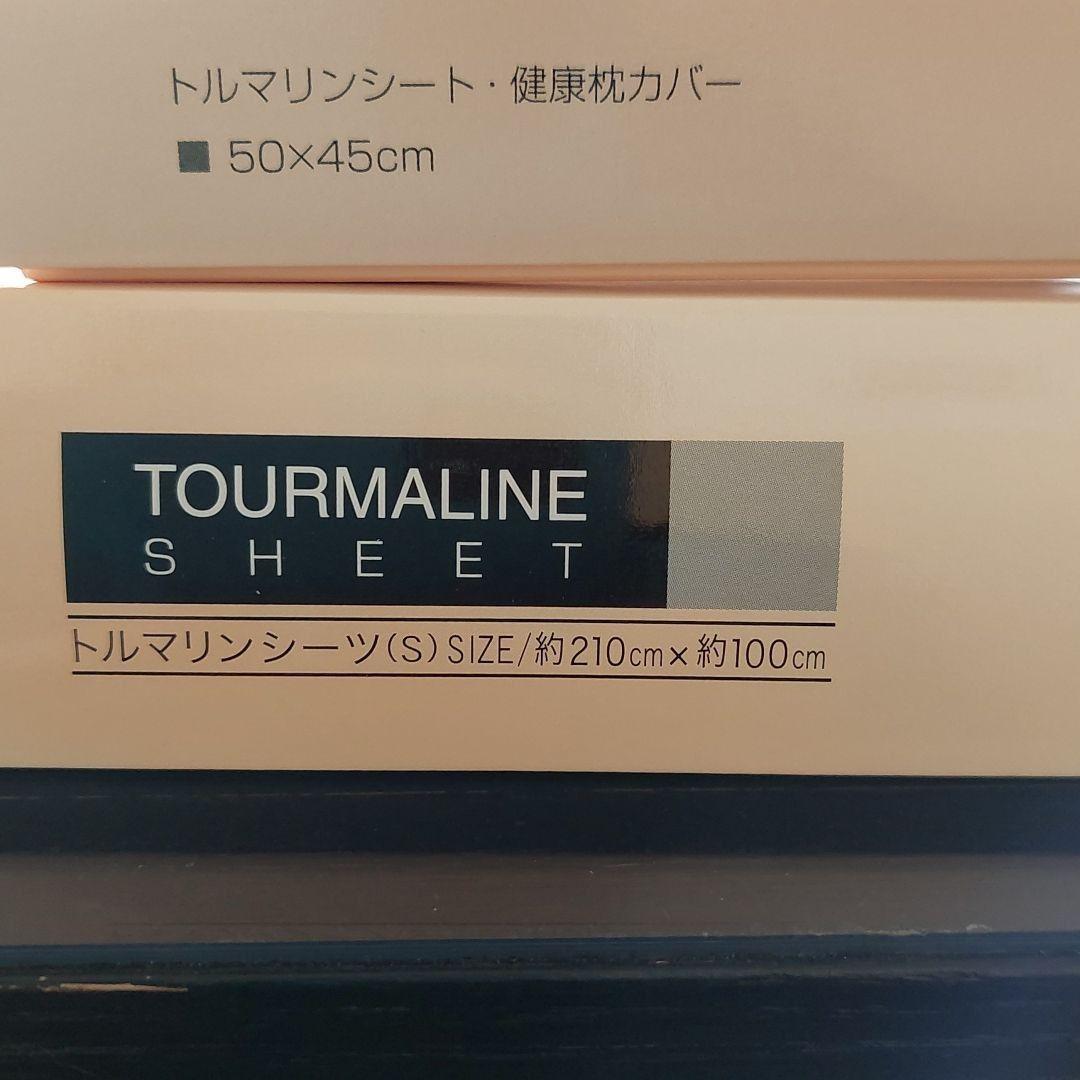 トルマリンシート・健康枕カバー
■ 50×45cm
TOURMALINE
SHEET
トルマリンシーツ(S)SIZE/約210cm×約100cm